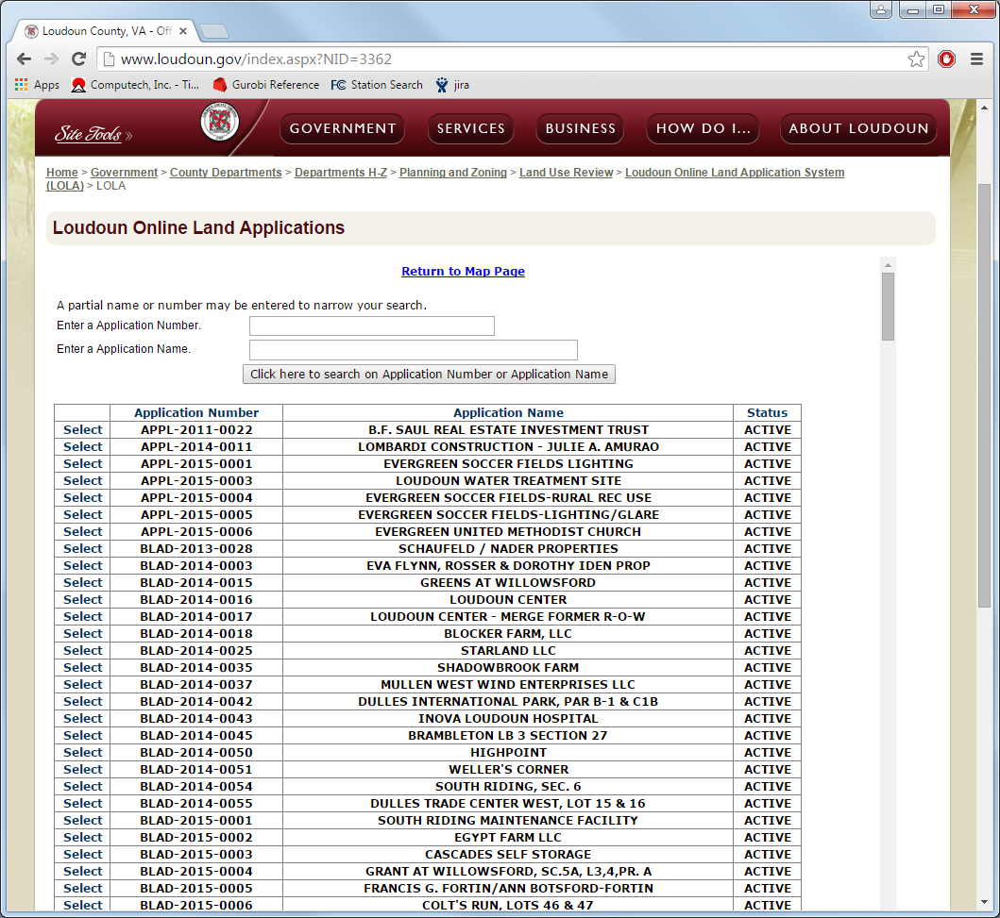 Loudoun County, VA - Off
www.loudoun.gov/index.aspx?NID=3362
Apps Computech, Inc. - Ti... Gurobi Reference FC Station Search jira
Site Tools »
GOVERNMENT SERVICES BUSINESS HOW DO I... ABOUT LOUDOUN
Home > Government > County Departments > Departments H-Z > Planning and Zoning > Land Use Review > Loudoun Online Land Application System
(LOLA) > LOLA
Loudoun Online Land Applications
Return to Map Page
A partial name or number may be entered to narrow your search.
Enter a Application Number.
Enter a Application Name.
Click here to search on Application Number or Application Name
Application Number Application Name Status
Select APPL-2011-0022 B.F. SAUL REAL ESTATE INVESTMENT TRUST ACTIVE
Select APPL-2014-0011 LOMBARDI CONSTRUCTION - JULIE A. AMURAO ACTIVE
Select APPL-2015-0001 EVERGREEN SOCCER FIELDS LIGHTING ACTIVE
Select APPL-2015-0003 LOUDOUN WATER TREATMENT SITE ACTIVE
Select APPL-2015-0004 EVERGREEN SOCCER FIELDS-RURAL REC USE ACTIVE
Select APPL-2015-0005 EVERGREEN SOCCER FIELDS-LIGHTING/GLARE ACTIVE
Select APPL-2015-0006 EVERGREEN UNITED METHODIST CHURCH ACTIVE
Select BLAD-2013-0028 SCHAUFELD / NADER PROPERTIES ACTIVE
Select BLAD-2014-0003 EVA FLYNN, ROSSER & DOROTHY IDEN PROP ACTIVE
Select BLAD-2014-0015 GREENS AT WILLOWSFORD ACTIVE
Select BLAD-2014-0016 LOUDOUN CENTER ACTIVE
Select BLAD-2014-0017 LOUDOUN CENTER - MERGE FORMER R-O-W ACTIVE
Select BLAD-2014-0018 BLOCKER FARM, LLC ACTIVE
Select BLAD-2014-0025 STARLAND LLC ACTIVE
Select BLAD-2014-0035 SHADOWBROOK FARM ACTIVE
Select BLAD-2014-0037 MULLEN WEST WIND ENTERPRISES LLC ACTIVE
Select BLAD-2014-0042 DULLES INTERNATIONAL PARK, PAR B-1 & C1B ACTIVE
Select BLAD-2014-0043 INOVA LOUDOUN HOSPITAL ACTIVE
Select BLAD-2014-0045 BRAMBLETON LB 3 SECTION 27 ACTIVE
Select BLAD-2014-0050 HIGHPOINT ACTIVE
Select BLAD-2014-0051 WELLER'S CORNER ACTIVE
Select BLAD-2014-0054 SOUTH RIDING, SEC. 6 ACTIVE
Select BLAD-2014-0055 DULLES TRADE CENTER WEST, LOT 15 & 16 ACTIVE
Select BLAD-2015-0001 SOUTH RIDING MAINTENANCE FACILITY ACTIVE
Select BLAD-2015-0002 EGYPT FARM LLC ACTIVE
Select BLAD-2015-0003 CASCADES SELF STORAGE ACTIVE
Select BLAD-2015-0004 GRANT AT WILLOWSFORD, SC.5A, L3,4,PR. A ACTIVE
Select BLAD-2015-0005 FRANCIS G. FORTIN/ANN BOTSFORD-FORTIN ACTIVE
Select BLAD-2015-0006 COLT'S RUN, LOTS 46 & 47 ACTIVE